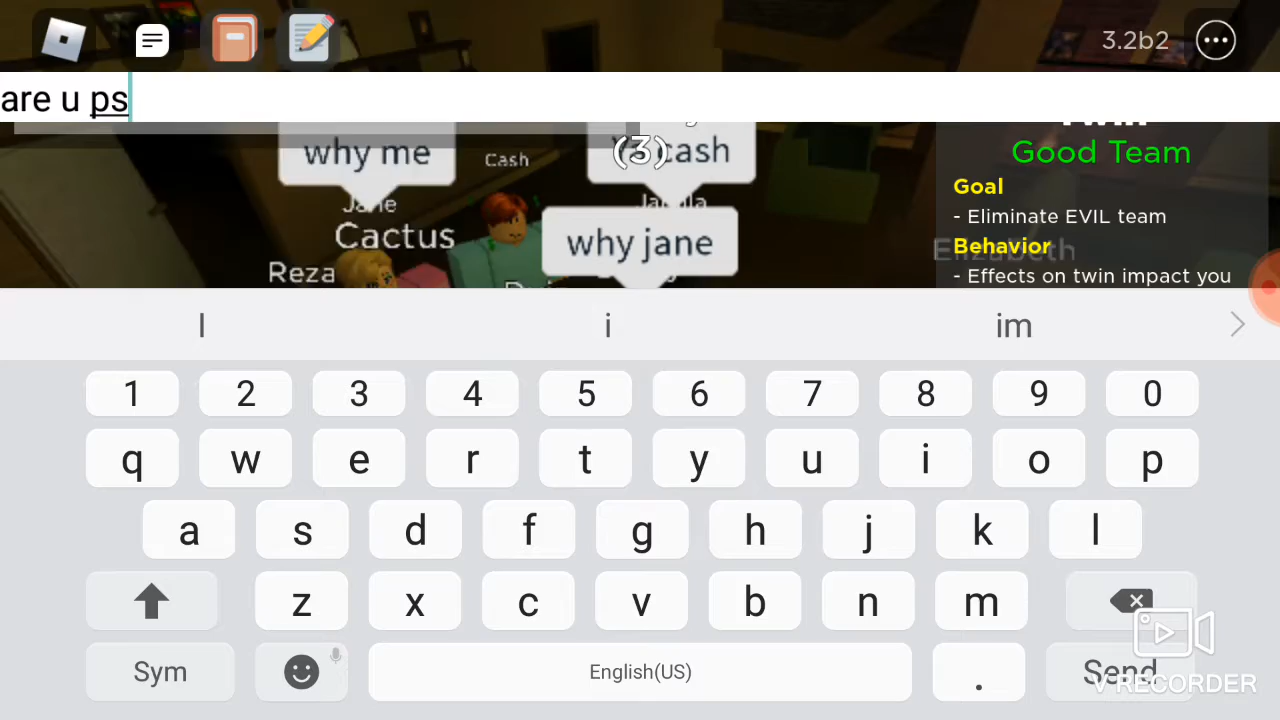 3.2b2
are u ps
why me
Cash
(3)
cash
Good Team
Goal
- Eliminate EVIL team
Behavior
- Effects on twin impact you
Jane
Cactus
why jane
Elizabeth
Reza
l i im
1 2 3 4 5 6 7 8 9 0
q w e r t y u i o p
a s d f g h j k l
z x c v b n m
Sym English(US) . Send
V RECORDER